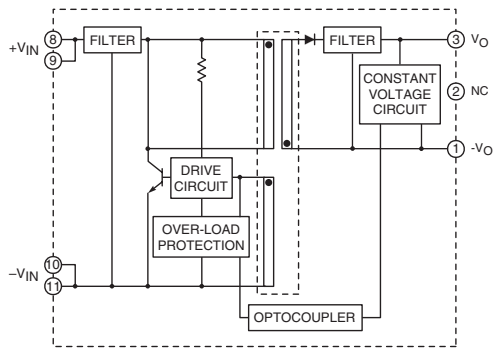 8
+VIN
9
FILTER
FILTER
3
VO
CONSTANT
VOLTAGE
CIRCUIT
2
NC
1
-VO
DRIVE
CIRCUIT
OVER-LOAD
PROTECTION
10
–VIN
11
OPTOCOUPLER